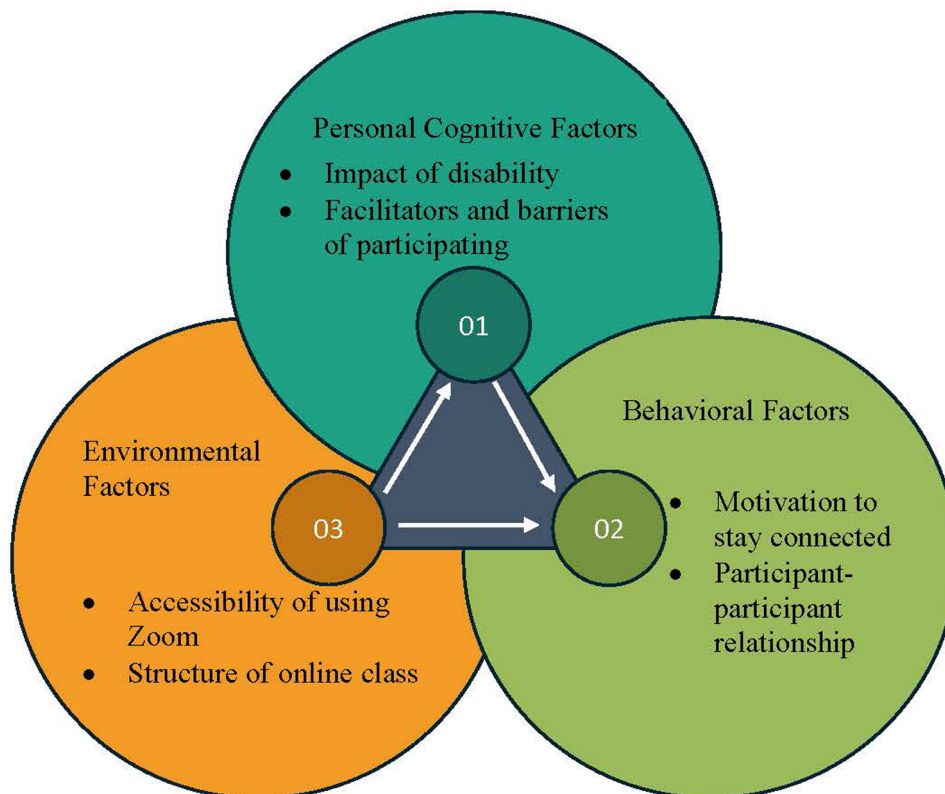 Personal Cognitive Factors
• Impact of disability
• Facilitators and barriers
of participating
01
Behavioral Factors
• Motivation to
stay connected
• Participant-
participant
relationship
02
Environmental
Factors
03
• Accessibility of using
Zoom
• Structure of online class